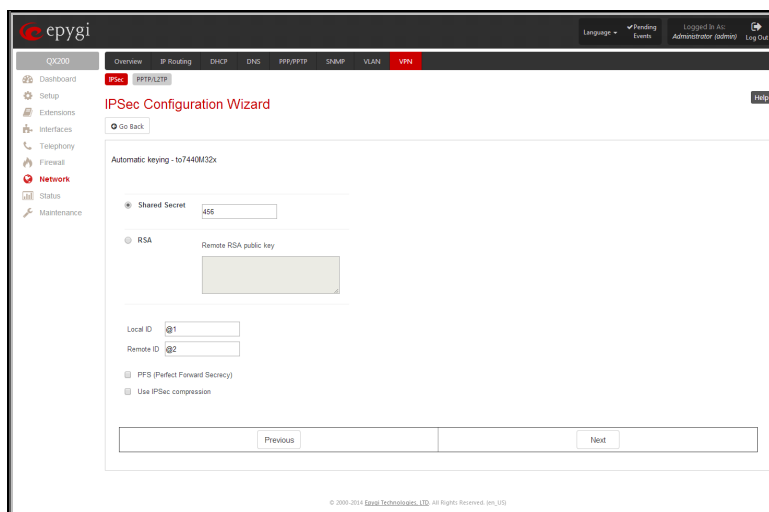 epygi
Language
Pending Events
Logged In As:
Administrator (admin)
Log Out
QX200
Overview IP Routing DHCP DNS PPP/PPTP SNMP VLAN VPN
Dashboard
Setup
Extensions
Interfaces
Telephony
Firewall
Network
Status
Maintenance
IPSec PPTP/L2TP
IPSec Configuration Wizard
Help
Go Back
Automatic keying - to7440M32x
Shared Secret 456
RSA Remote RSA public key
Local ID @1
Remote ID @2
PFS (Perfect Forward Secrecy)
Use IPSec compression
Previous Next
© 2000-2014 Epygi Technologies, LTD. All Rights Reserved. (en_US)